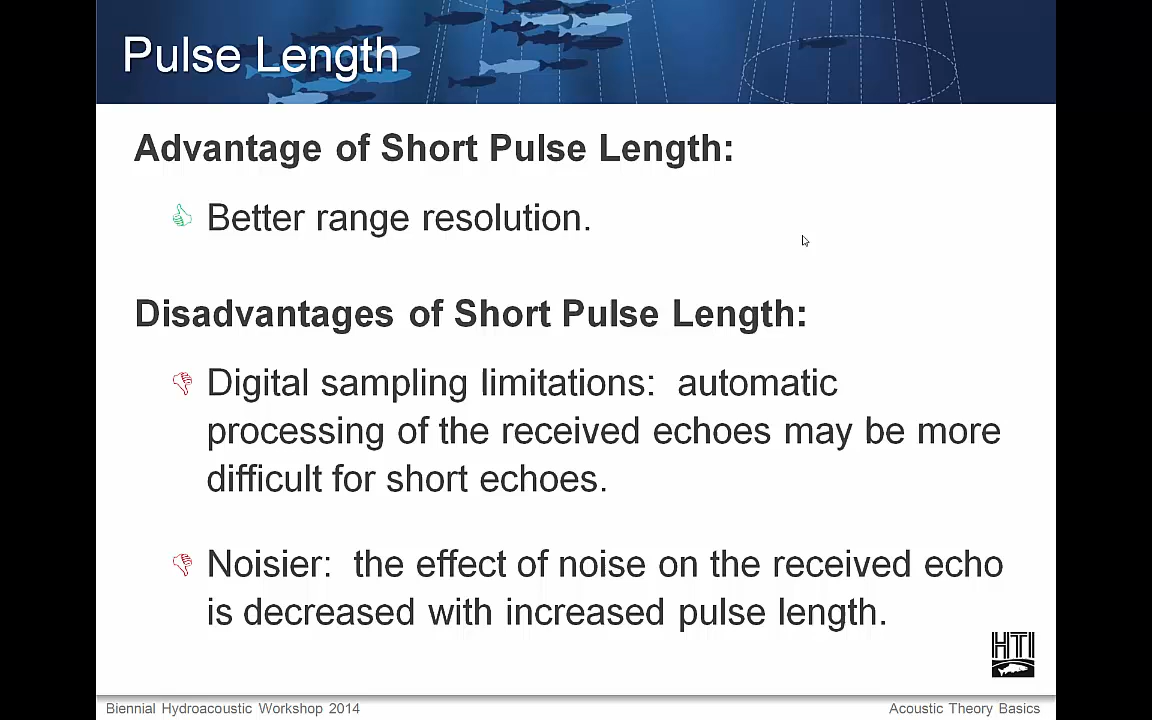 Pulse Length
Advantage of Short Pulse Length:
Better range resolution.
Disadvantages of Short Pulse Length:
Digital sampling limitations:  automatic
processing of the received echoes may be more
difficult for short echoes.
Noisier:  the effect of noise on the received echo
is decreased with increased pulse length.
HTI
Biennial Hydroacoustic Workshop 2014
Acoustic Theory Basics